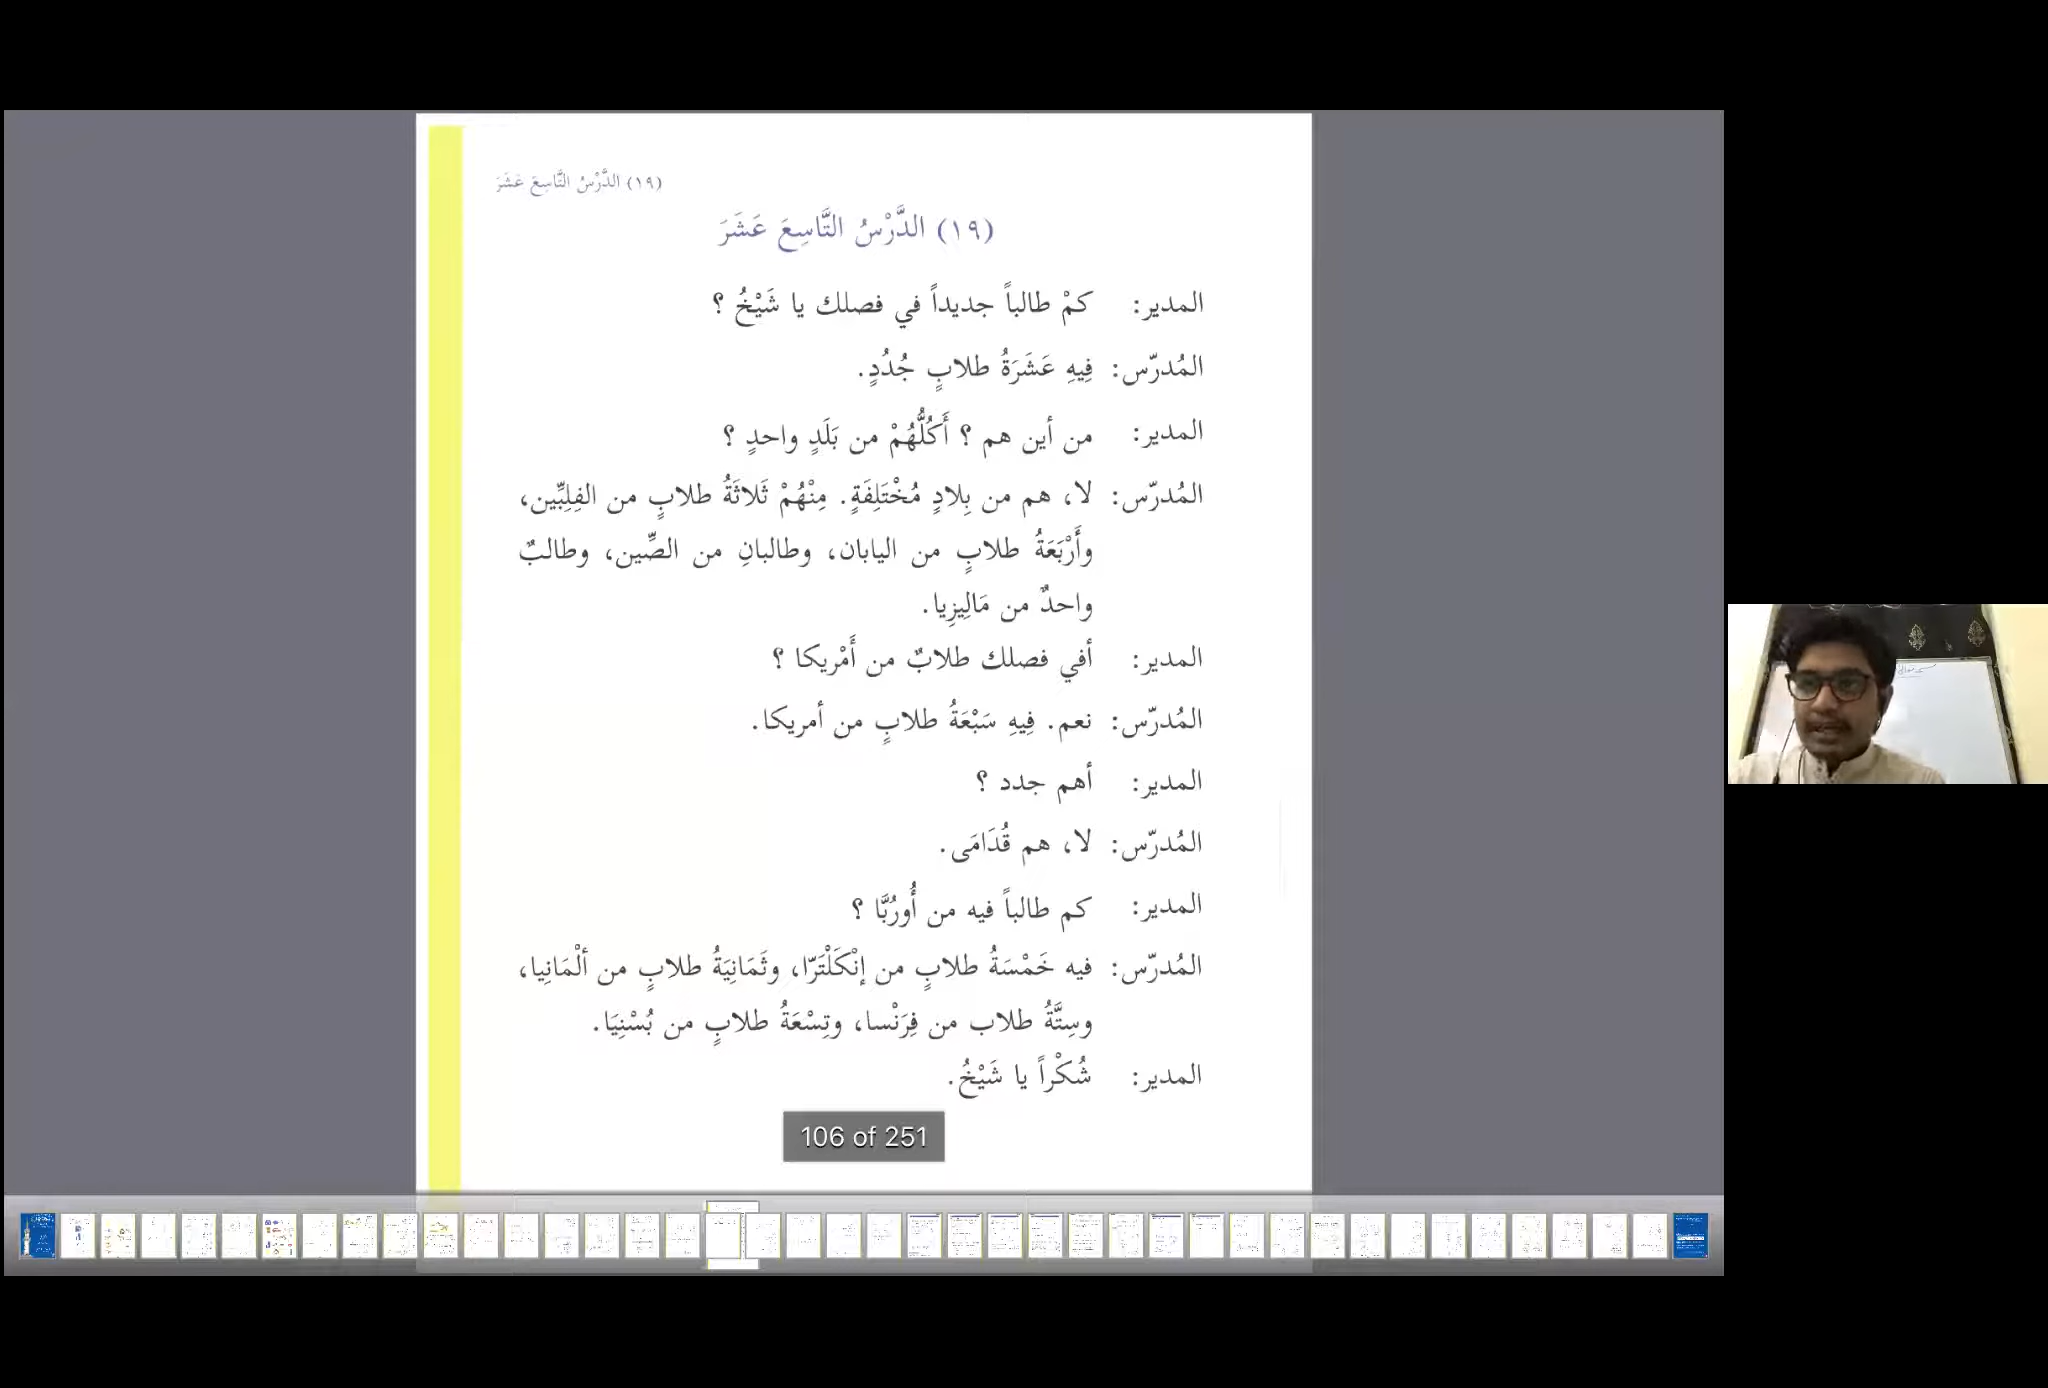 (١٩) الدَّرْسُ التَّاسِعَ عَشَرَ
(١٩) الدَّرْسُ التَّاسِعَ عَشَرَ
المدير: كمْ طالباً جديداً في فصلك يا شَيْخُ ؟
المُدرّس: فِيهِ عَشَرَةُ طلابٍ جُدُدٍ.
المدير: من أين هم ؟ أَكُلُّهُمْ من بَلَدٍ واحدٍ ؟
المُدرّس: لا، هم من بِلادٍ مُخْتَلِفَةٍ. مِنْهُمْ ثَلاثَةُ طلابٍ من الفِلِبِّين،
وأَرْبَعَةُ طلابٍ من اليابان، وطالبانِ من الصِّين، وطالبٌ
واحدٌ من مَالِيزِيا.
المدير: أفي فصلك طلابٌ من أَمْريكا ؟
المُدرّس: نعم. فِيهِ سَبْعَةُ طلابٍ من أمريكا.
المدير: أهم جدد ؟
المُدرّس: لا، هم قُدَامَى.
المدير: كم طالباً فيه من أُورُبَّا ؟
المُدرّس: فيه خَمْسَةُ طلابٍ من إنْكَلْتَرّا، وثَمَانِيَةُ طلابٍ من ألْمَانِيا،
وسِتَّةُ طلاب من فِرَنْسا، وتِسْعَةُ طلابٍ من بُسْنِيَا.
المدير: شُكْراً يا شَيْخُ.
106 of 251